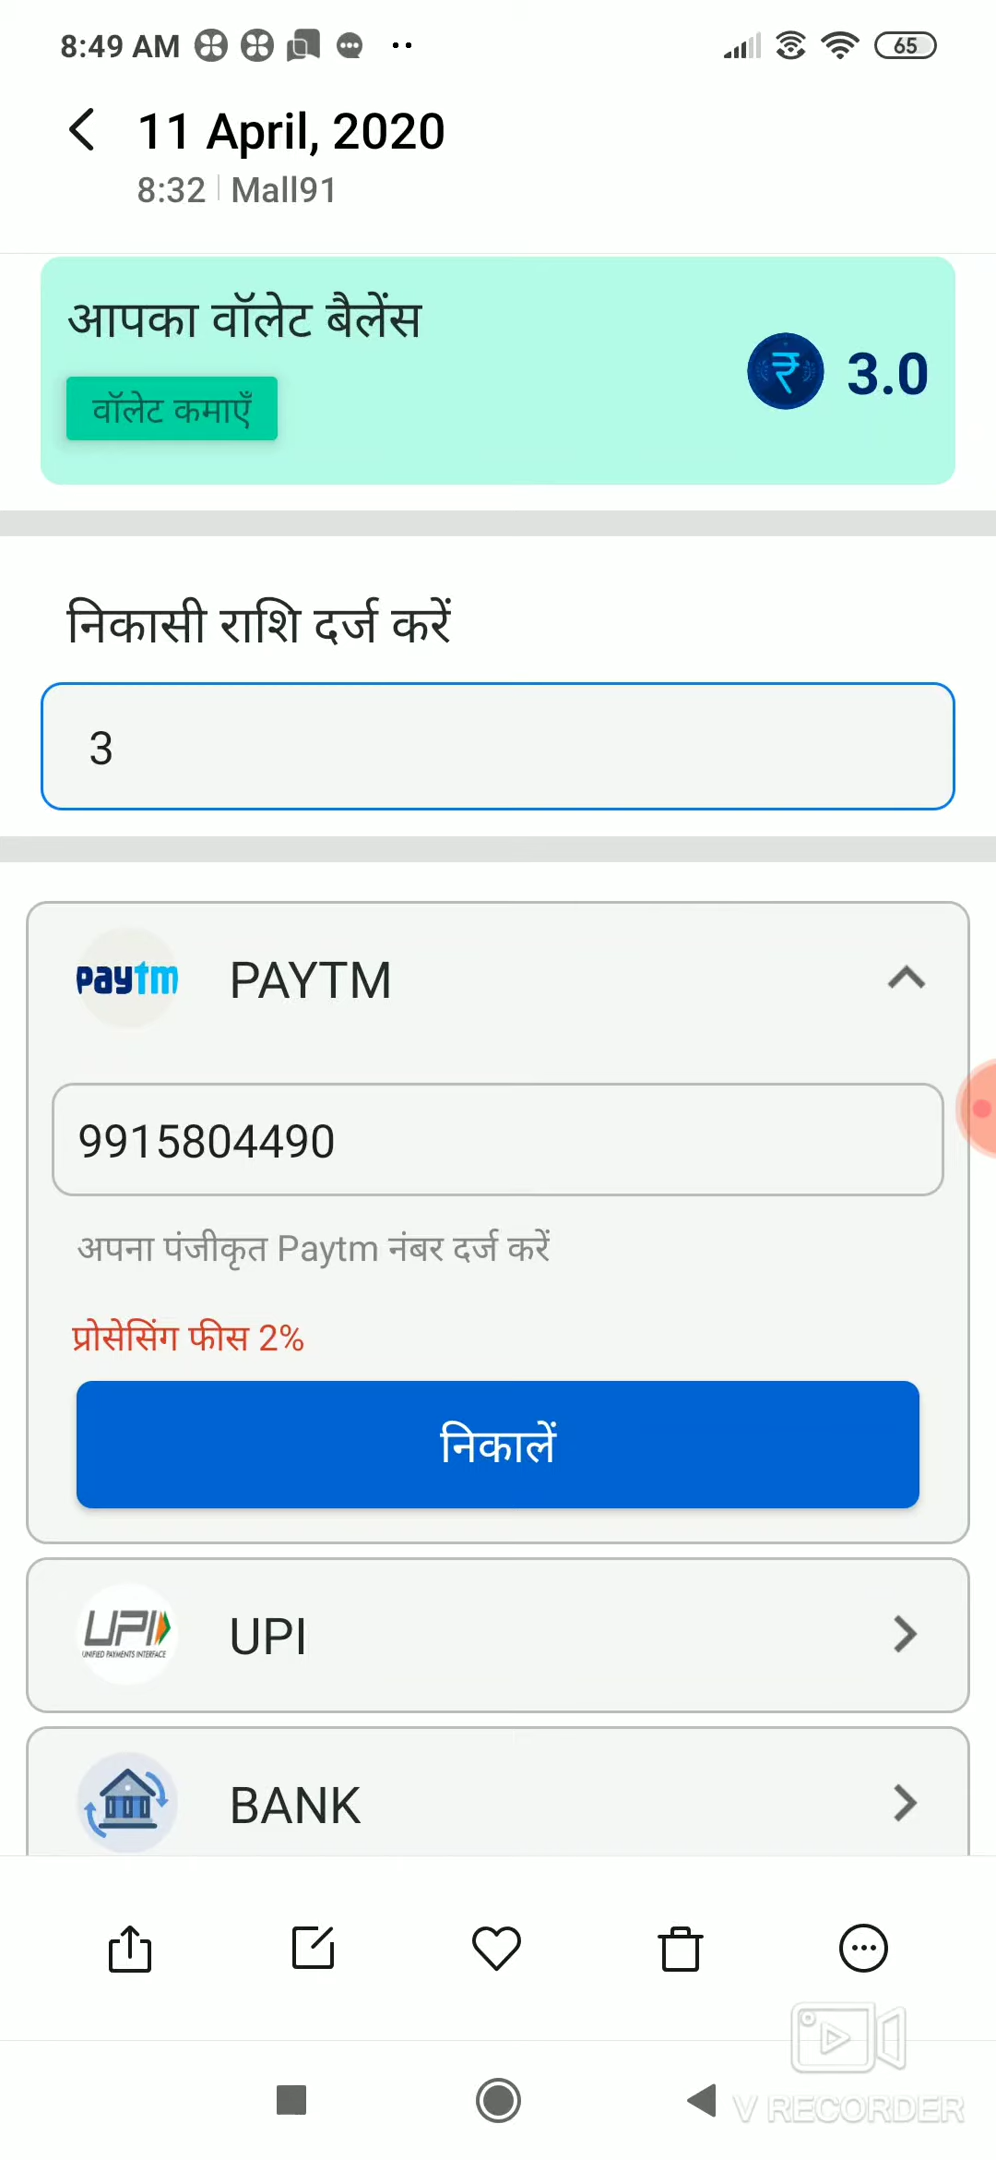 8:49 AM
65
11 April, 2020
8:32 | Mall91
आपका वॉलेट बैलेंस
वॉलेट कमाएँ
₹ 3.0
निकासी राशि दर्ज करें
3
paytm PAYTM
9915804490
अपना पंजीकृत Paytm नंबर दर्ज करें
प्रोसेसिंग फीस 2%
निकालें
UPI
UNIFIED PAYMENTS INTERFACE
UPI
BANK
V RECORDER